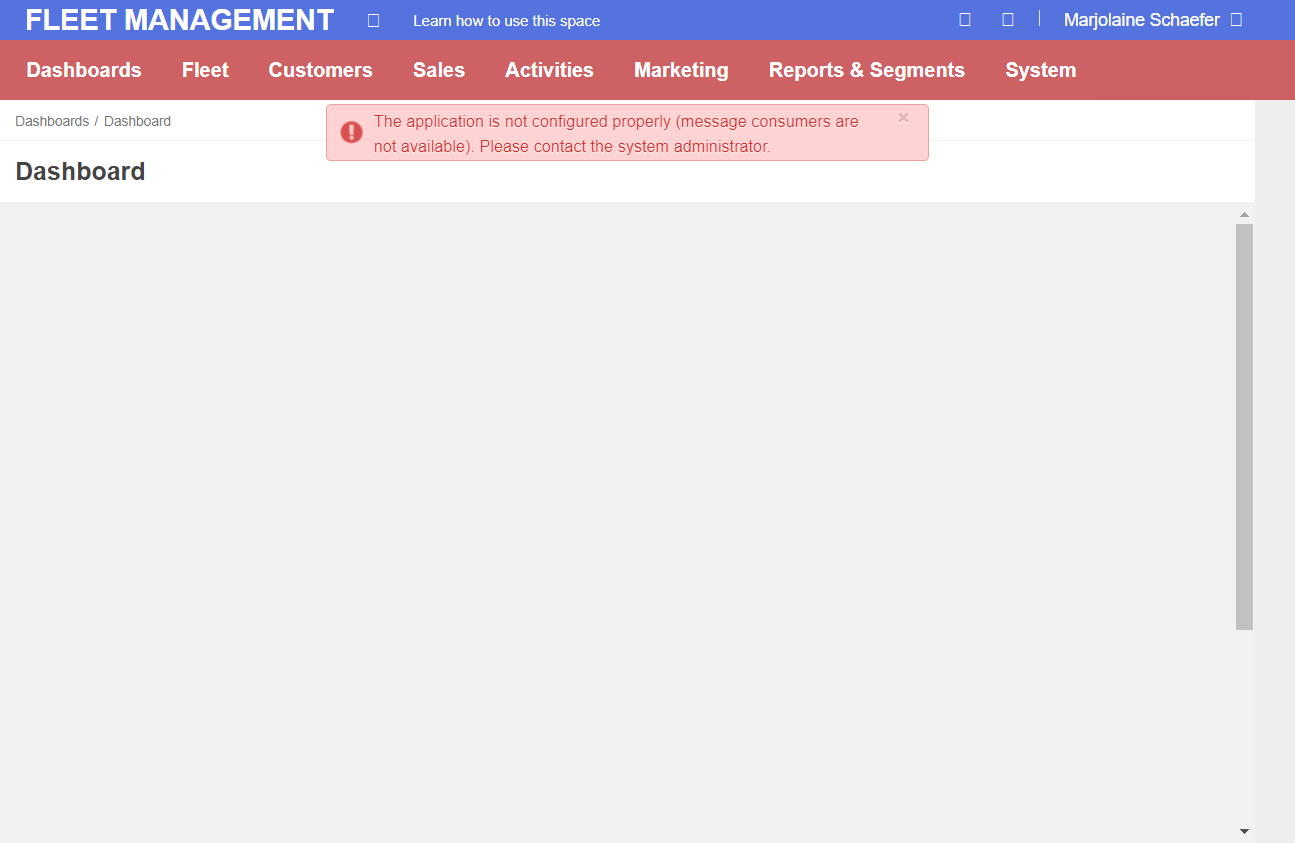 FLEET MANAGEMENT
Learn how to use this space
Marjolaine Schaefer
Dashboards
Fleet
Customers
Sales
Activities
Marketing
Reports & Segments
System
Dashboards / Dashboard
The application is not configured properly (message consumers are
not available). Please contact the system administrator.
×
Dashboard